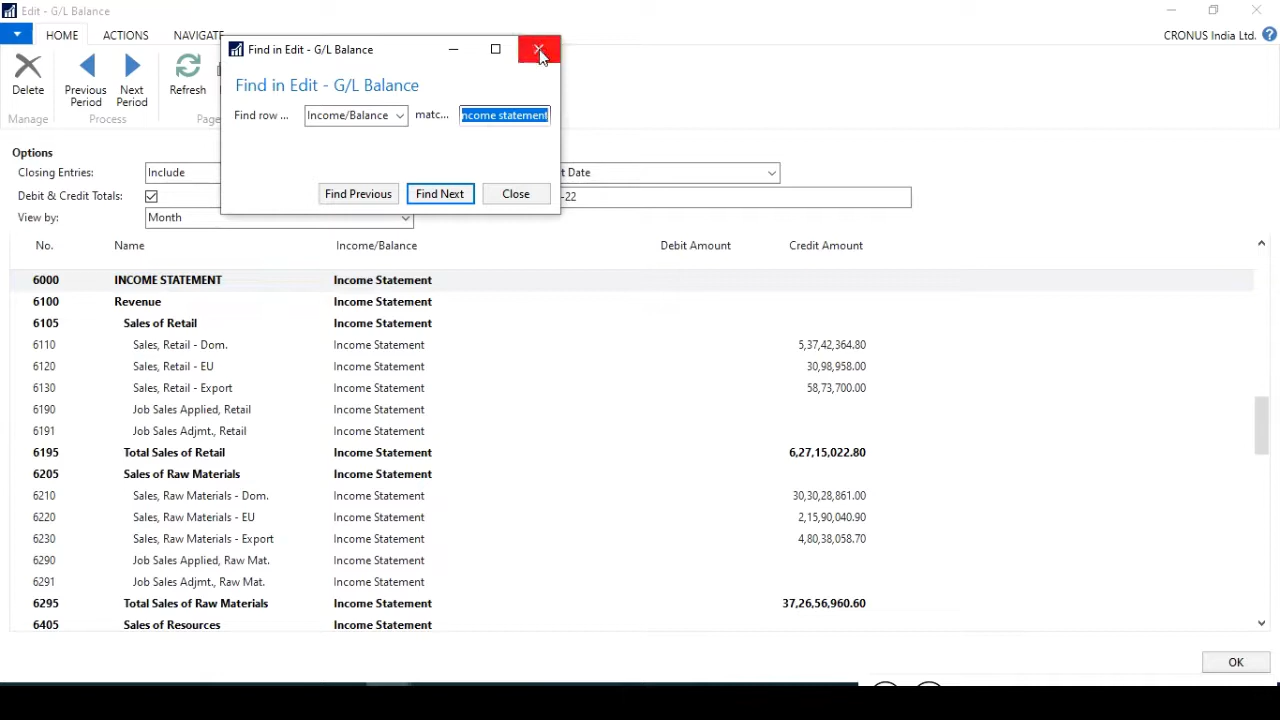 Edit - G/L Balance
HOME ACTIONS NAVIGATE CRONUS India Ltd.
Find in Edit - G/L Balance
Find in Edit - G/L Balance
Find row ... Income/Balance matc... ncome statement
Find Previous Find Next Close
Delete Previous Period Next Period Refresh
Manage Process
Options
Closing Entries: Include t Date
Debit & Credit Totals: -22
View by: Month
No. Name Income/Balance Debit Amount Credit Amount
6000 INCOME STATEMENT Income Statement
6100 Revenue Income Statement
6105 Sales of Retail Income Statement
6110 Sales, Retail - Dom. Income Statement 5,37,42,364.80
6120 Sales, Retail - EU Income Statement 30,98,958.00
6130 Sales, Retail - Export Income Statement 58,73,700.00
6190 Job Sales Applied, Retail Income Statement
6191 Job Sales Adjmt., Retail Income Statement
6195 Total Sales of Retail Income Statement 6,27,15,022.80
6205 Sales of Raw Materials Income Statement
6210 Sales, Raw Materials - Dom. Income Statement 30,30,28,861.00
6220 Sales, Raw Materials - EU Income Statement 2,15,90,040.90
6230 Sales, Raw Materials - Export Income Statement 4,80,38,058.70
6290 Job Sales Applied, Raw Mat. Income Statement
6291 Job Sales Adjmt., Raw Mat. Income Statement
6295 Total Sales of Raw Materials Income Statement 37,26,56,960.60
6405 Sales of Resources Income Statement
OK